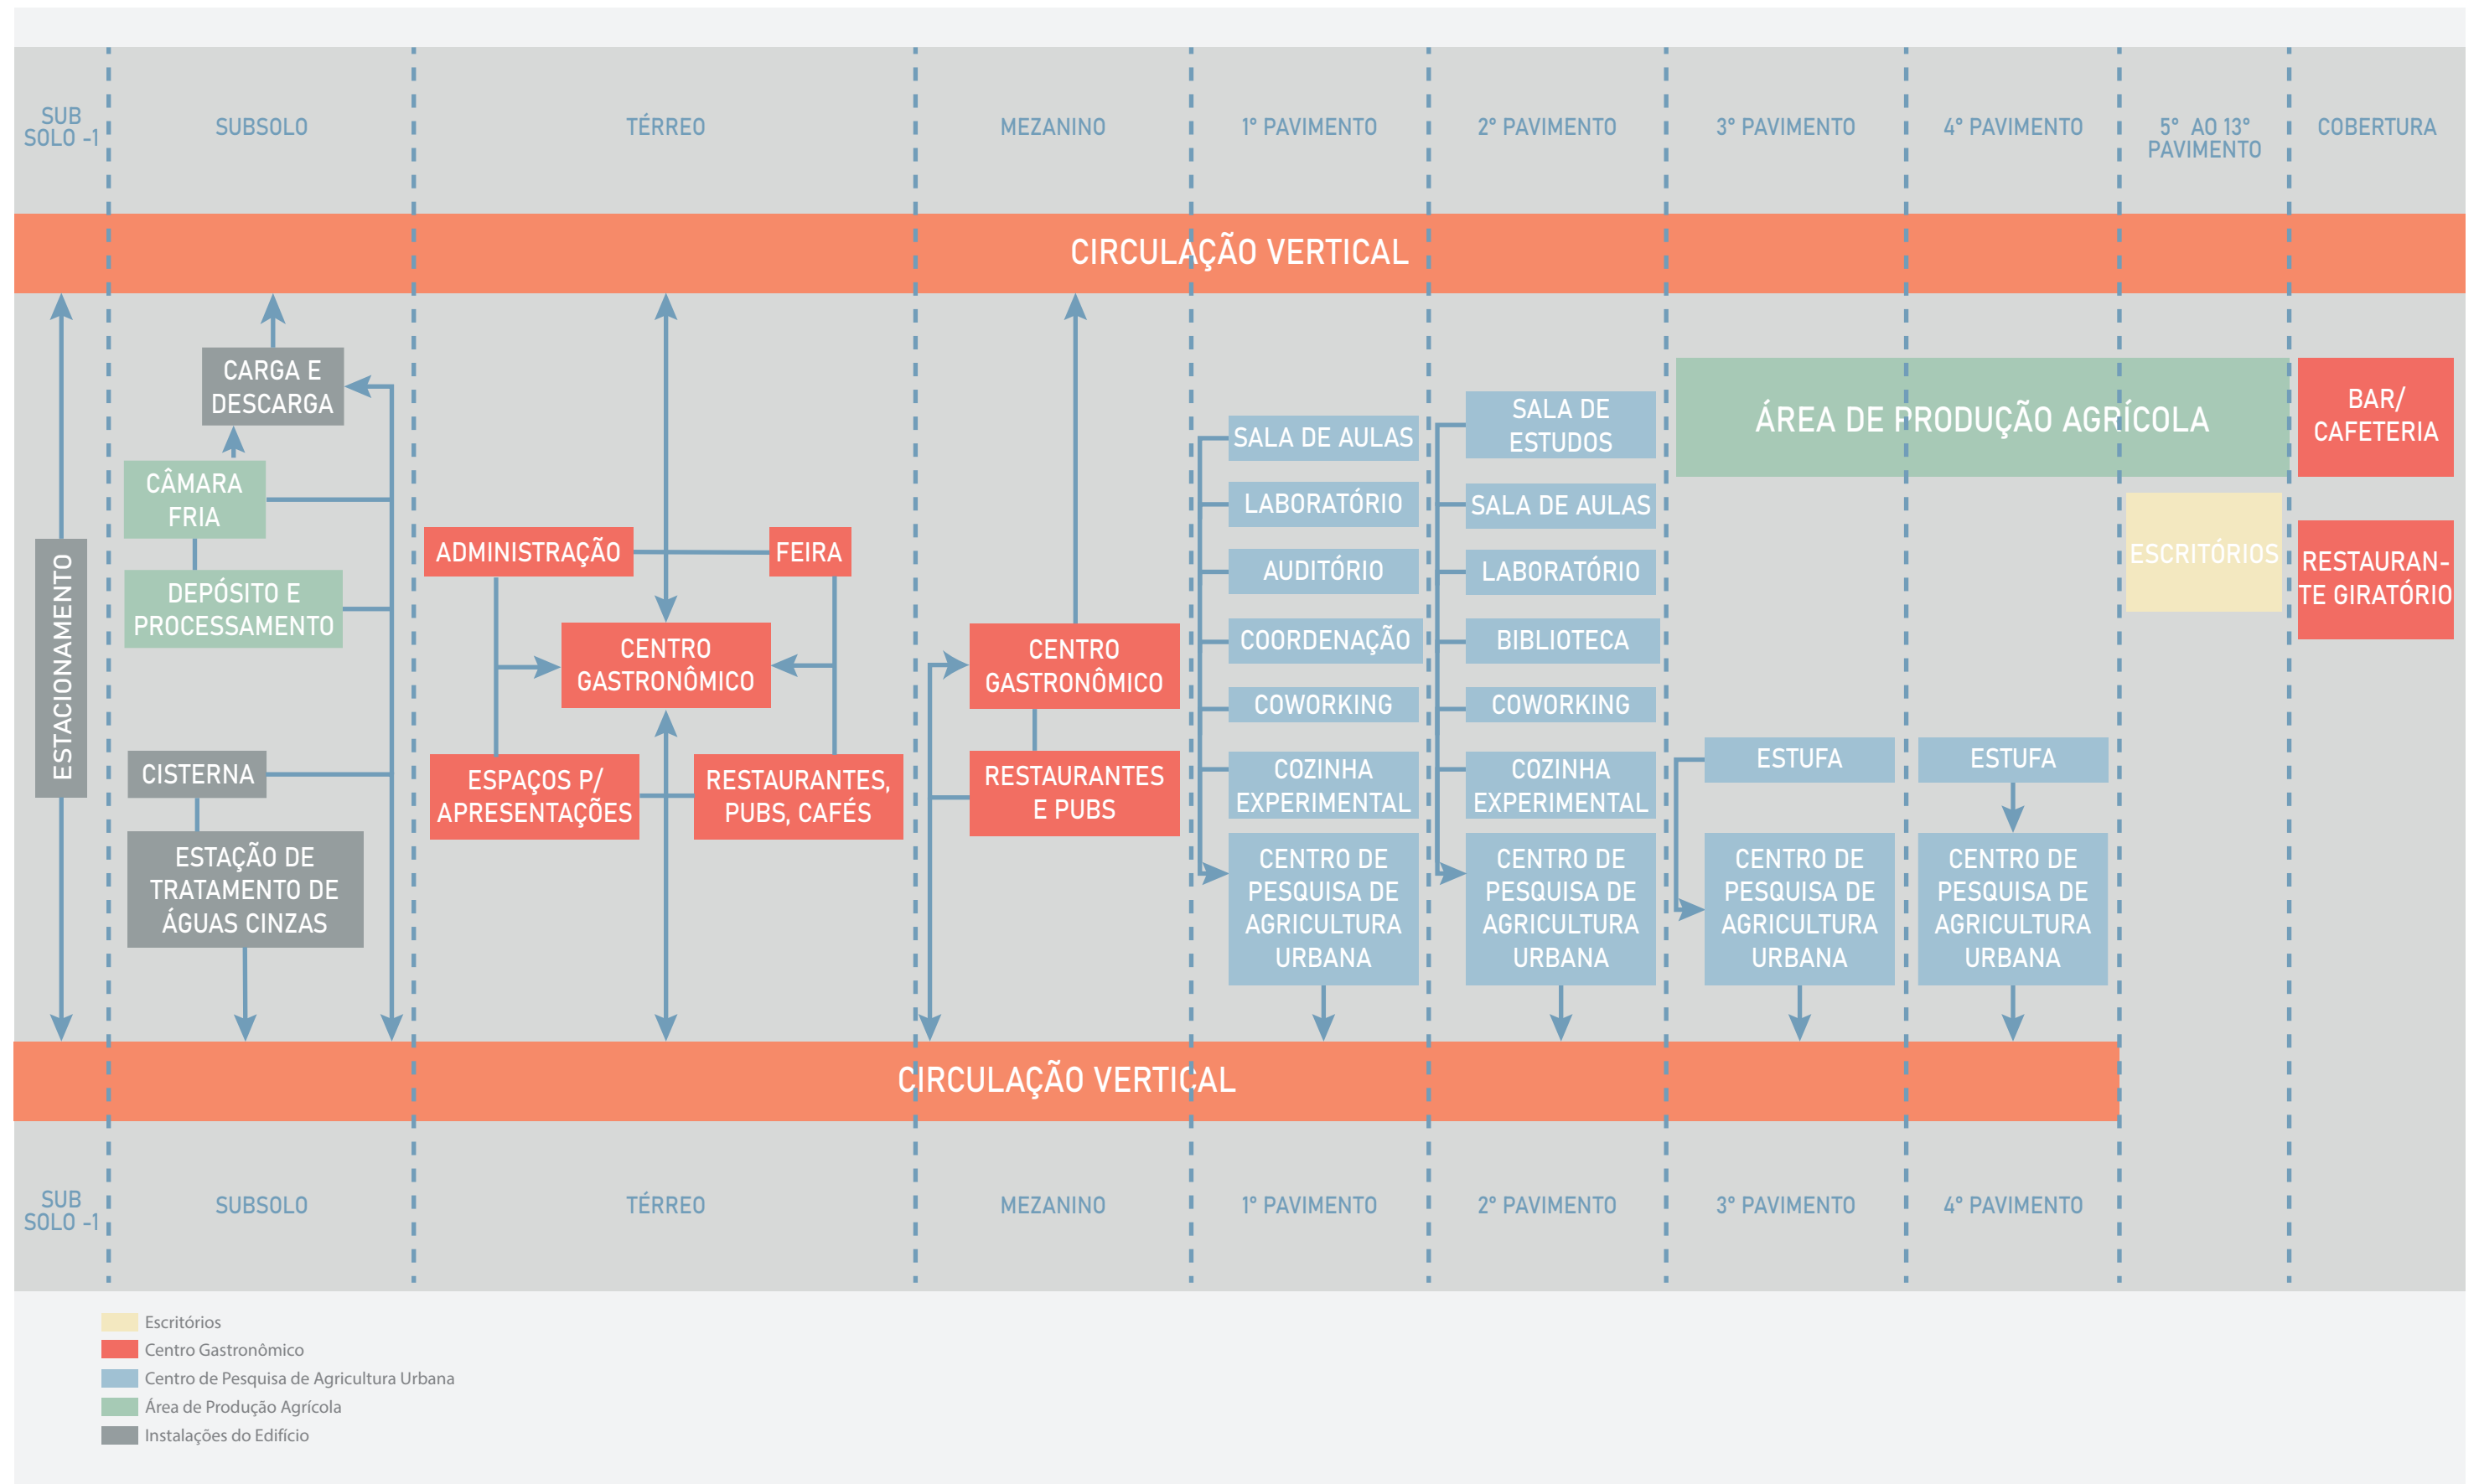 SUB
SOLO -1
SUBSOLO
TÉRREO
MEZANINO
1° PAVIMENTO
2° PAVIMENTO
3° PAVIMENTO
4° PAVIMENTO
5° AO 13°
PAVIMENTO
COBERTURA
CIRCULAÇÃO VERTICAL
ESTACIONAMENTO
CARGA E
DESCARGA
CÂMARA
FRIA
DEPÓSITO E
PROCESSAMENTO
CISTERNA
ESTAÇÃO DE
TRATAMENTO DE
ÁGUAS CINZAS
ADMINISTRAÇÃO
FEIRA
CENTRO
GASTRONÔMICO
ESPAÇOS P/
APRESENTAÇÕES
RESTAURANTES,
PUBS, CAFÉS
CENTRO
GASTRONÔMICO
RESTAURANTES
E PUBS
SALA DE AULAS
LABORATÓRIO
AUDITÓRIO
COORDENAÇÃO
COWORKING
COZINHA
EXPERIMENTAL
CENTRO DE
PESQUISA DE
AGRICULTURA
URBANA
SALA DE
ESTUDOS
SALA DE AULAS
LABORATÓRIO
BIBLIOTECA
COWORKING
COZINHA
EXPERIMENTAL
CENTRO DE
PESQUISA DE
AGRICULTURA
URBANA
ÁREA DE PRODUÇÃO AGRÍCOLA
ESTUFA
CENTRO DE
PESQUISA DE
AGRICULTURA
URBANA
ESTUFA
CENTRO DE
PESQUISA DE
AGRICULTURA
URBANA
ESCRITÓRIOS
BAR/
CAFETERIA
RESTAURAN-
TE GIRATÓRIO
CIRCULAÇÃO VERTICAL
SUB
SOLO -1
SUBSOLO
TÉRREO
MEZANINO
1° PAVIMENTO
2° PAVIMENTO
3° PAVIMENTO
4° PAVIMENTO
Escritórios
Centro Gastronômico
Centro de Pesquisa de Agricultura Urbana
Área de Produção Agrícola
Instalações do Edifício